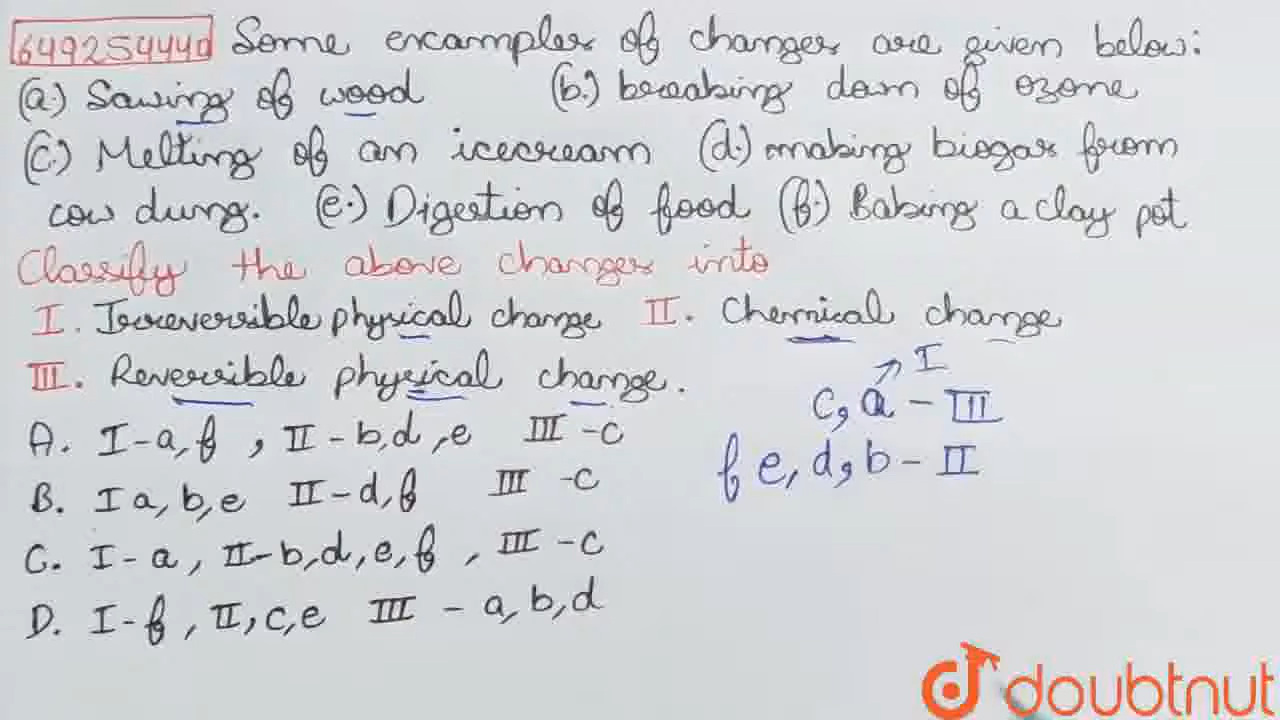 649254440 Some examples of changes are given below:
(a.) Sawing of wood (b.) breaking down of ozone
(c.) Melting of an icecream (d.) making biogas from
cow dung. (e.) Digestion of food (f.) Baking a clay pot
Classify the above changes into
I. Irreversible physical change II. Chemical change
III. Reversible physical change.
I
c, a - III
f e, d, b - II
A. I - a, f , II - b, d, e III - c
B. I a, b, e II - d, f III - c
C. I - a , II - b, d, e, f , III - c
D. I - f , II, c, e III - a, b, d
doubtnut